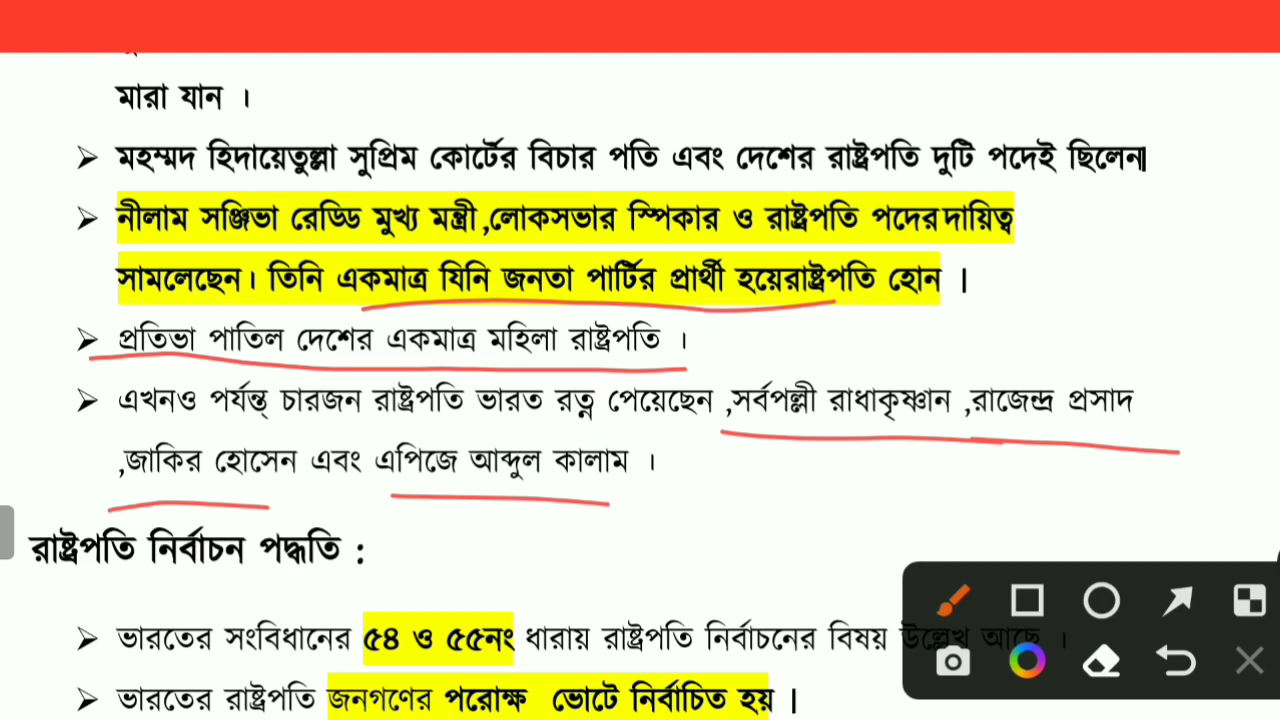 মারা যান ।
➢ মহম্মদ হিদায়েতুল্লা সুপ্রিম কোর্টের বিচার পতি এবং দেশের রাষ্ট্রপতি দুটি পদেই ছিলেন|
➢ নীলাম সঞ্জিভা রেড্ডি মুখ্য মন্ত্রী ,লোকসভার স্পিকার ও রাষ্ট্রপতি পদের দায়িত্ব
সামলেছেন। তিনি একমাত্র যিনি জনতা পার্টির প্রার্থী হয়েরাষ্ট্রপতি হোন |
➢ প্রতিভা পাতিল দেশের একমাত্র মহিলা রাষ্ট্রপতি ।
➢ এখনও পর্যন্ত্ চারজন রাষ্ট্রপতি ভারত রত্ন পেয়েছেন ,সর্বপল্লী রাধাকৃষ্ণান ,রাজেন্দ্র প্রসাদ
,জাকির হোসেন এবং এপিজে আব্দুল কালাম ।
রাষ্ট্রপতি নির্বাচন পদ্ধতি :
➢ ভারতের সংবিধানের ৫৪ ও ৫৫নং ধারায় রাষ্ট্রপতি নির্বাচনের বিষয় উল্লেখ আছে ।
➢ ভারতের রাষ্ট্রপতি জনগণের পরোক্ষ ভোটে নির্বাচিত হয় |